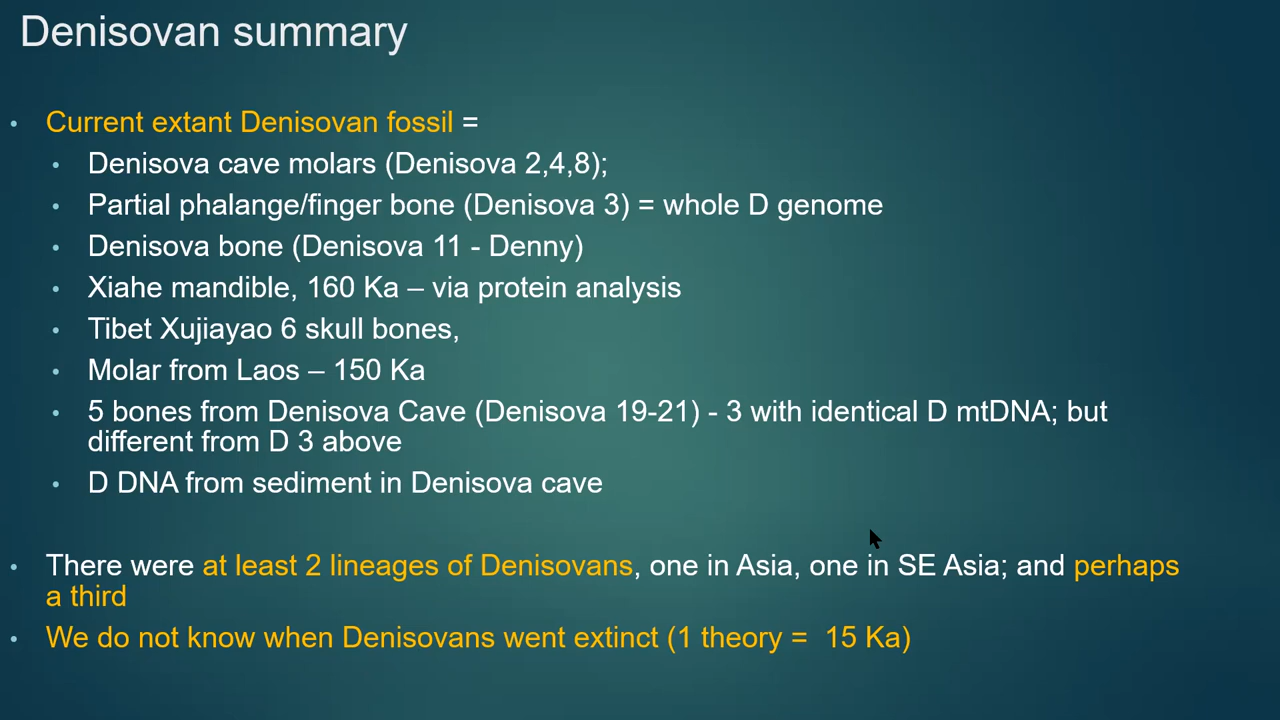 Denisovan summary
• Current extant Denisovan fossil =
• Denisova cave molars (Denisova 2,4,8);
• Partial phalange/finger bone (Denisova 3) = whole D genome
• Denisova bone (Denisova 11 - Denny)
• Xiahe mandible, 160 Ka – via protein analysis
• Tibet Xujiayao 6 skull bones,
• Molar from Laos – 150 Ka
• 5 bones from Denisova Cave (Denisova 19-21) - 3 with identical D mtDNA; but
different from D 3 above
• D DNA from sediment in Denisova cave
• There were at least 2 lineages of Denisovans, one in Asia, one in SE Asia; and perhaps
a third
• We do not know when Denisovans went extinct (1 theory =  15 Ka)